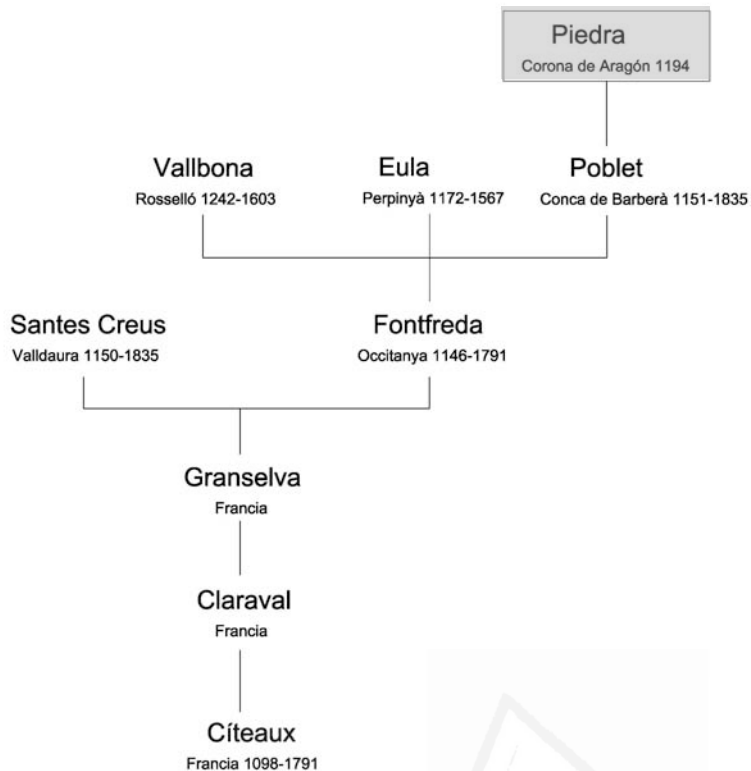 Piedra
Corona de Aragón 1194
Vallbona
Rosselló 1242-1603
Eula
Perpinyà 1172-1567
Poblet
Conca de Barberà 1151-1835
Santes Creus
Valldaura 1150-1835
Fontfreda
Occitanya 1146-1791
Granselva
Francia
Claraval
Francia
Cíteaux
Francia 1098-1791